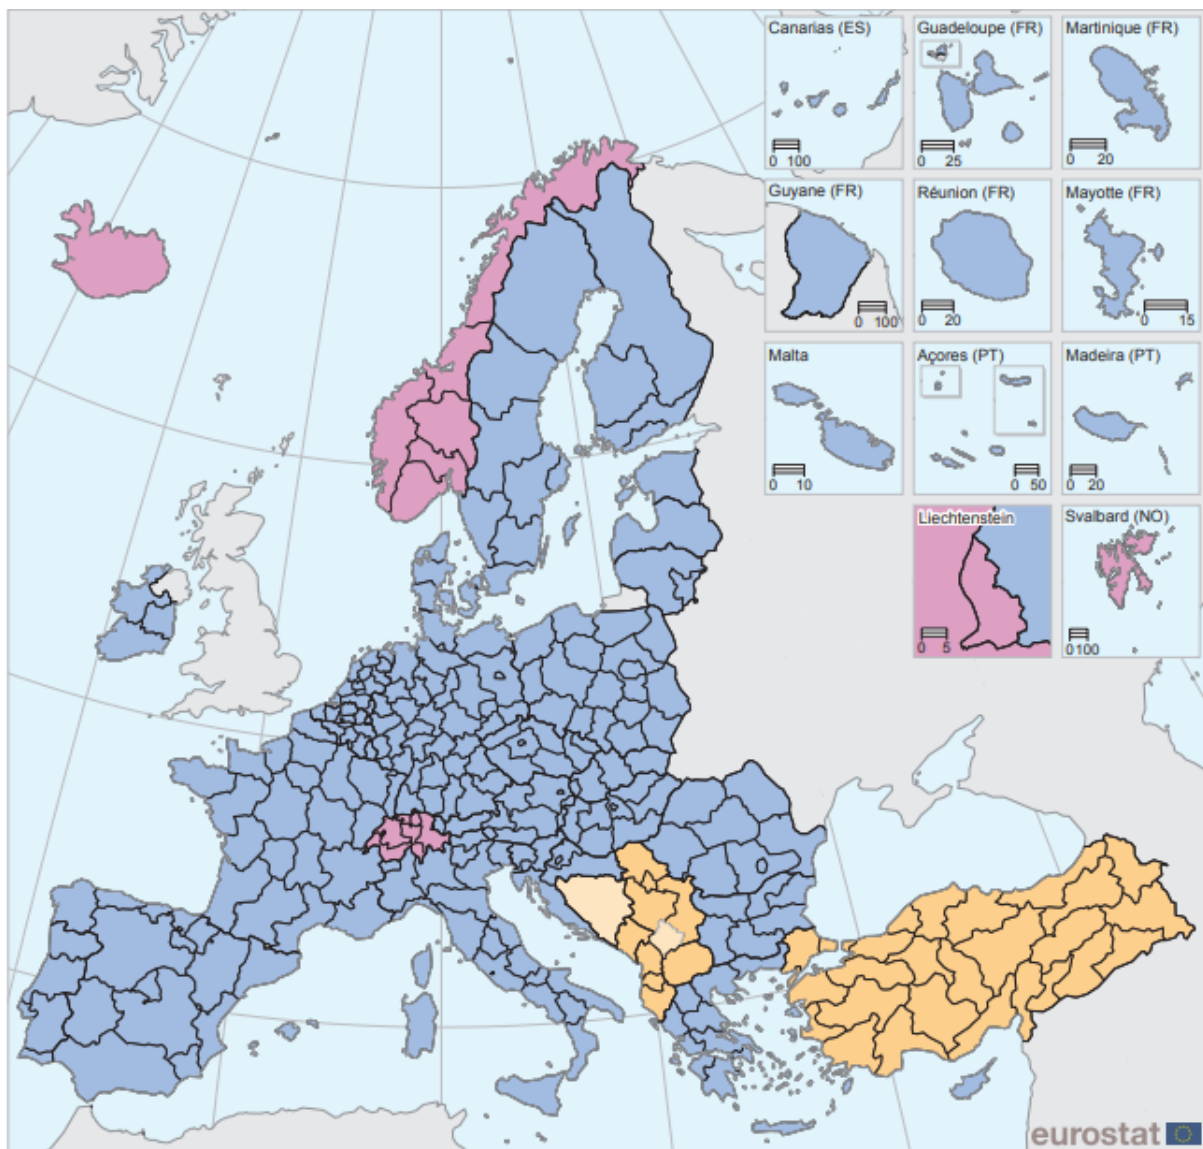 Canarias (ES)
0 100
Guadeloupe (FR)
0 25
Martinique (FR)
0 20
Guyane (FR)
0 100
Réunion (FR)
0 20
Mayotte (FR)
0 15
Malta
0 10
Açores (PT)
0 50
Madeira (PT)
0 20
Liechtenstein
0 5
Svalbard (NO)
0100
eurostat